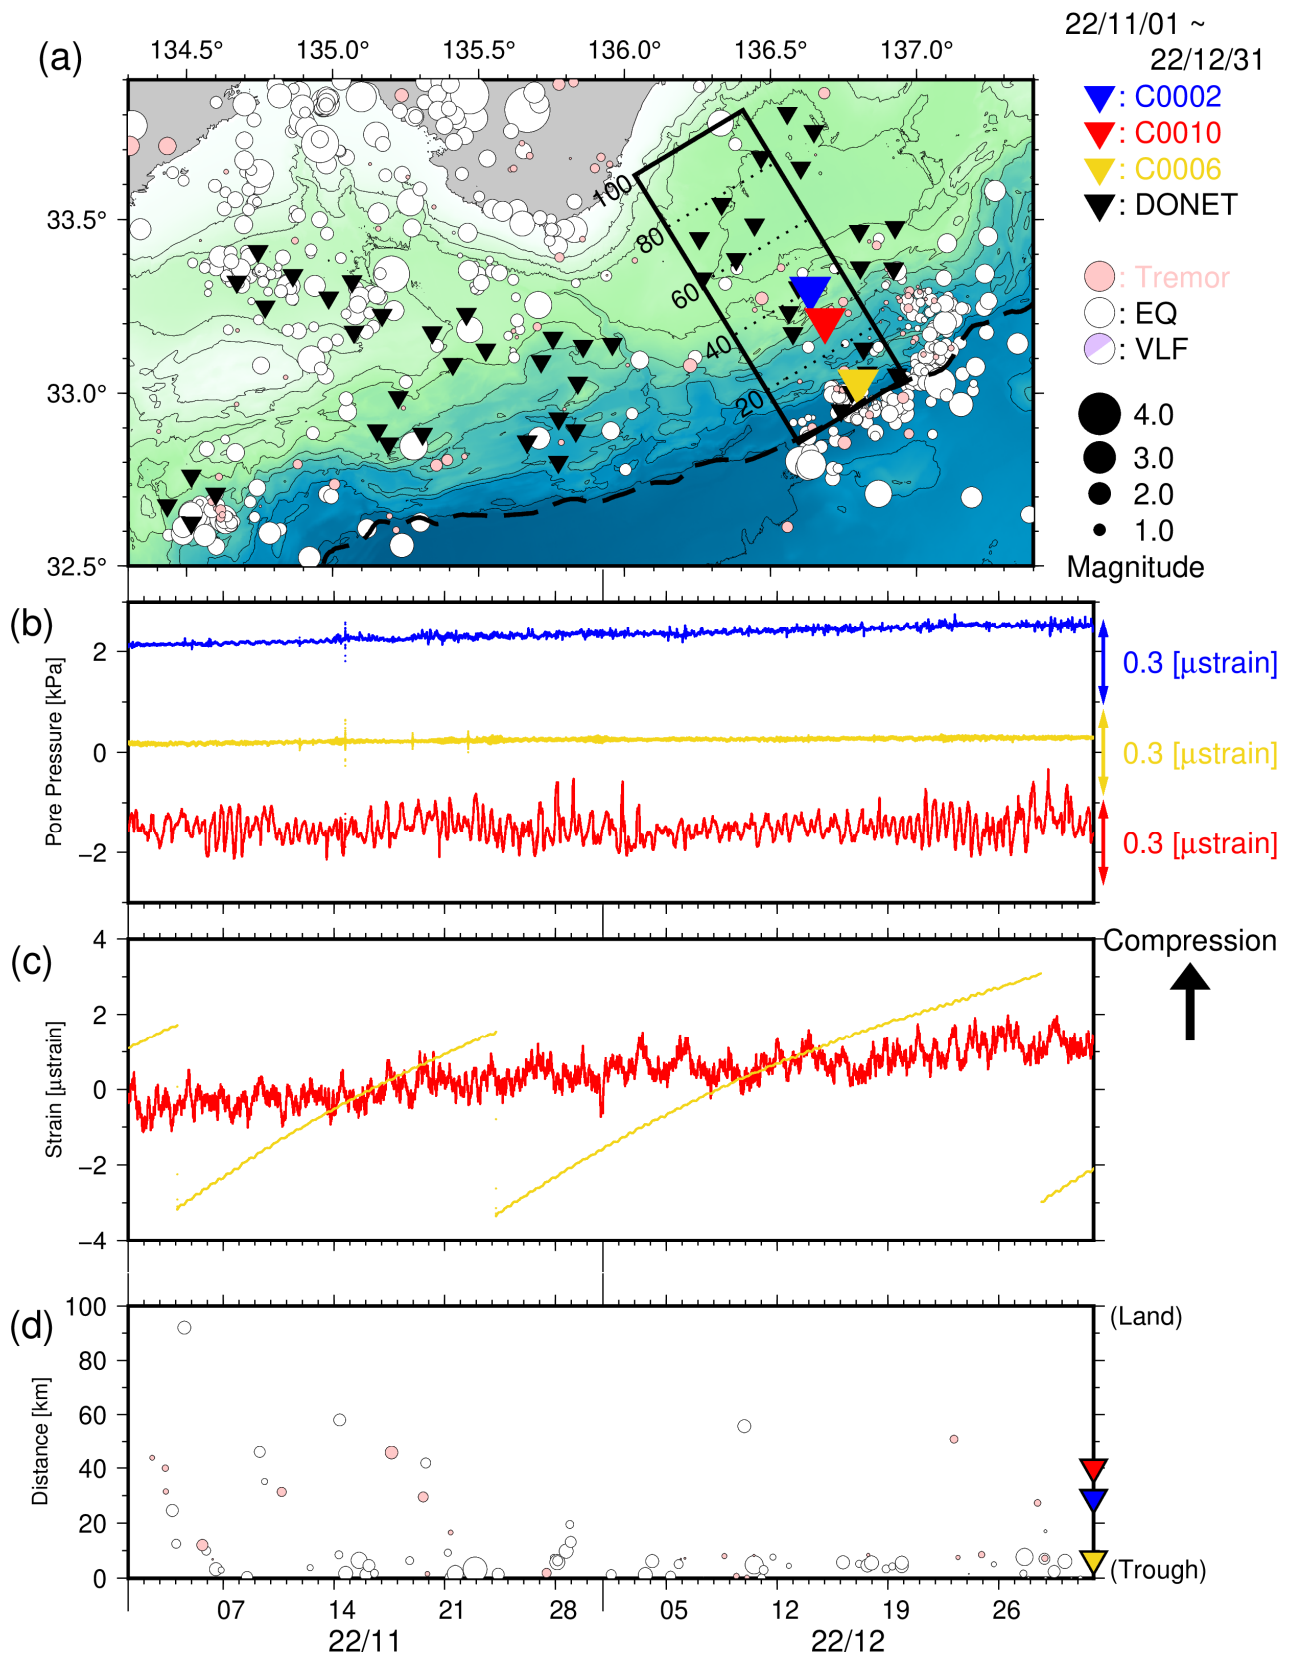 22/11/01 ~
22/12/31
(a)
134.5° 135.0° 135.5° 136.0° 136.5° 137.0°
: C0002
: C0010
: C0006
: DONET
: Tremor
: EQ
: VLF
4.0
3.0
2.0
1.0
Magnitude
33.5°
33.0°
32.5°
100
80
60
40
20
(b)
Pore Pressure [kPa]
2
0
−2
0.3 [μstrain]
0.3 [μstrain]
0.3 [μstrain]
(c)
Strain [μstrain]
4
2
0
−2
−4
Compression
(d)
Distance [km]
100
80
60
40
20
0
(Land)
(Trough)
07 14 21 28 05 12 19 26
22/11 22/12